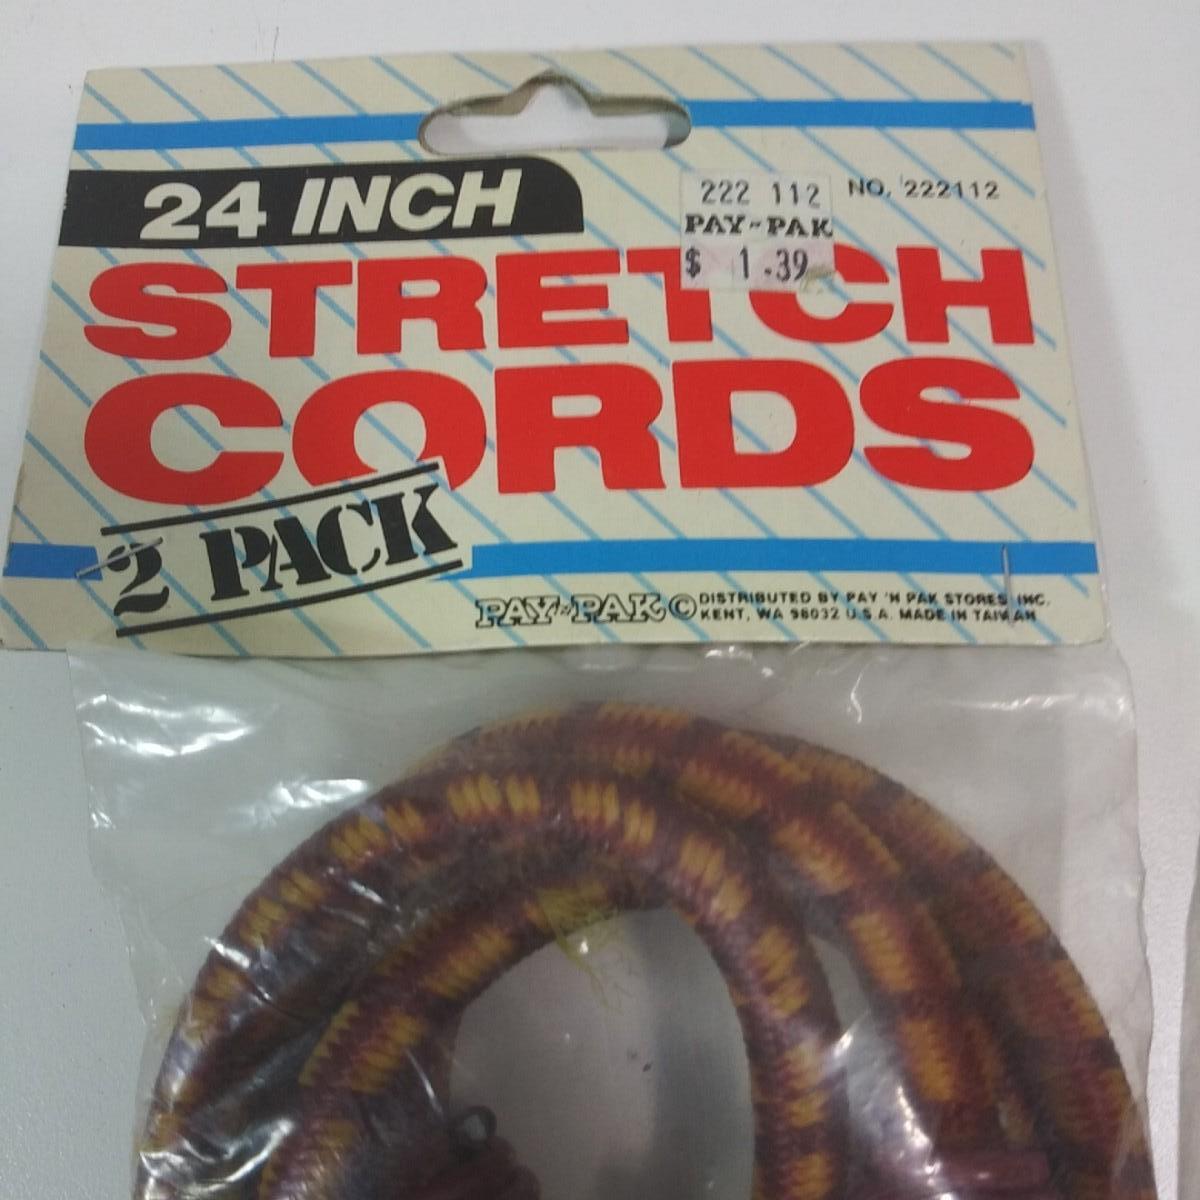 24 INCH
222 112
PAY-PAK
$ 1.39
NO. 222112
STRETCH
CORDS
2 PACK
PAY-N-PAK © DISTRIBUTED BY PAY 'N PAK STORES INC.
KENT, WA 98032 U.S.A. MADE IN TAIWAN